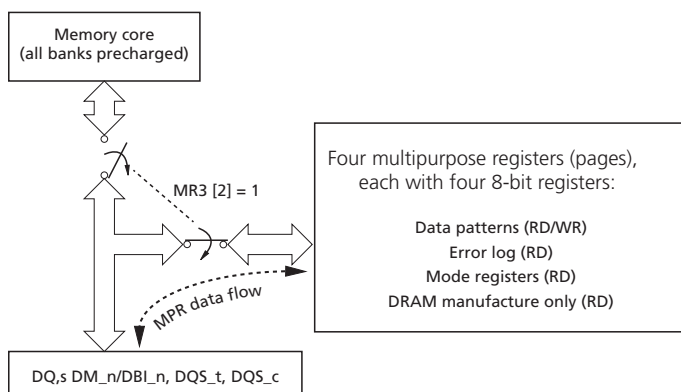 Memory core
(all banks precharged)
Four multipurpose registers (pages),
each with four 8-bit registers:
MR3 [2] = 1
Data patterns (RD/WR)
Error log (RD)
Mode registers (RD)
DRAM manufacture only (RD)
MPR data flow
DQ,s DM_n/DBI_n, DQS_t, DQS_c